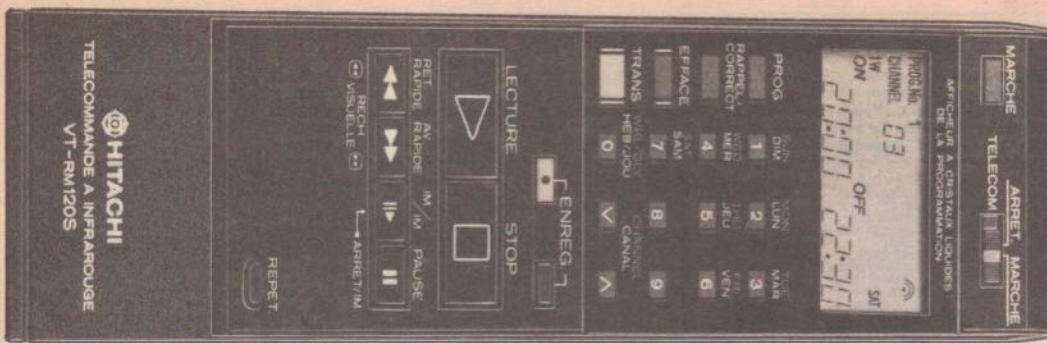 MARCHE
ARRET. MARCHE
TELECOM
AFFICHEUR A CRISTAUX LIQUIDES
DE LA PROGRAMMATION
PROG.No. 1
1W CHANNEL 03 SAT
ON 20:00 OFF 22:30
PROG
SUN MON TUE
1 2 3
DIM LUN MAR
RAPPEL/
CORRECT
WED THU FRI
4 5 6
MER JEU VEN
EFFACE
7 8 9
SAT
SAM
CHANNEL
TRANS
0
HEB/JOU
CANAL
ENREG.
LECTURE
STOP
RET.
RAPIDE
AV.
RAPIDE
IM/IM
PAUSE
RECH
VISUELLE
ARRET/IM.
REPET.
HITACHI
TELECOMMANDE A INFRAROUGE
VT-RM120S